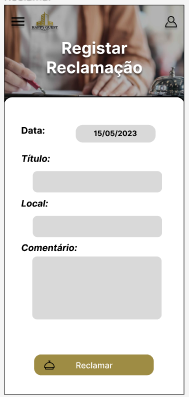 Registar
Reclamação
Data: 15/05/2023
Título:
Local:
Comentário:
Reclamar